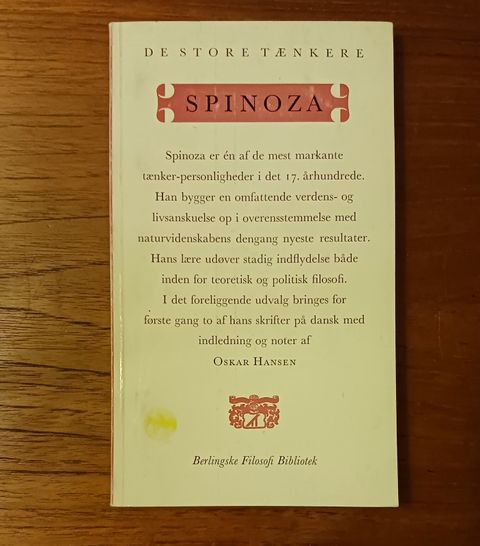 DE STORE TÆNKERE
SPINOZA
Spinoza er én af de mest markante
tænker-personligheder i det 17. århundrede.
Han bygger en omfattende verdens- og
livsanskuelse op i overensstemmelse med
naturvidenskabens dengang nyeste resultater.
Hans lære udøver stadig indflydelse både
inden for teoretisk og politisk filosofi.
I det foreliggende udvalg bringes for
første gang to af hans skrifter på dansk med
indledning og noter af
OSKAR HANSEN
Berlingske Filosofi Bibliotek